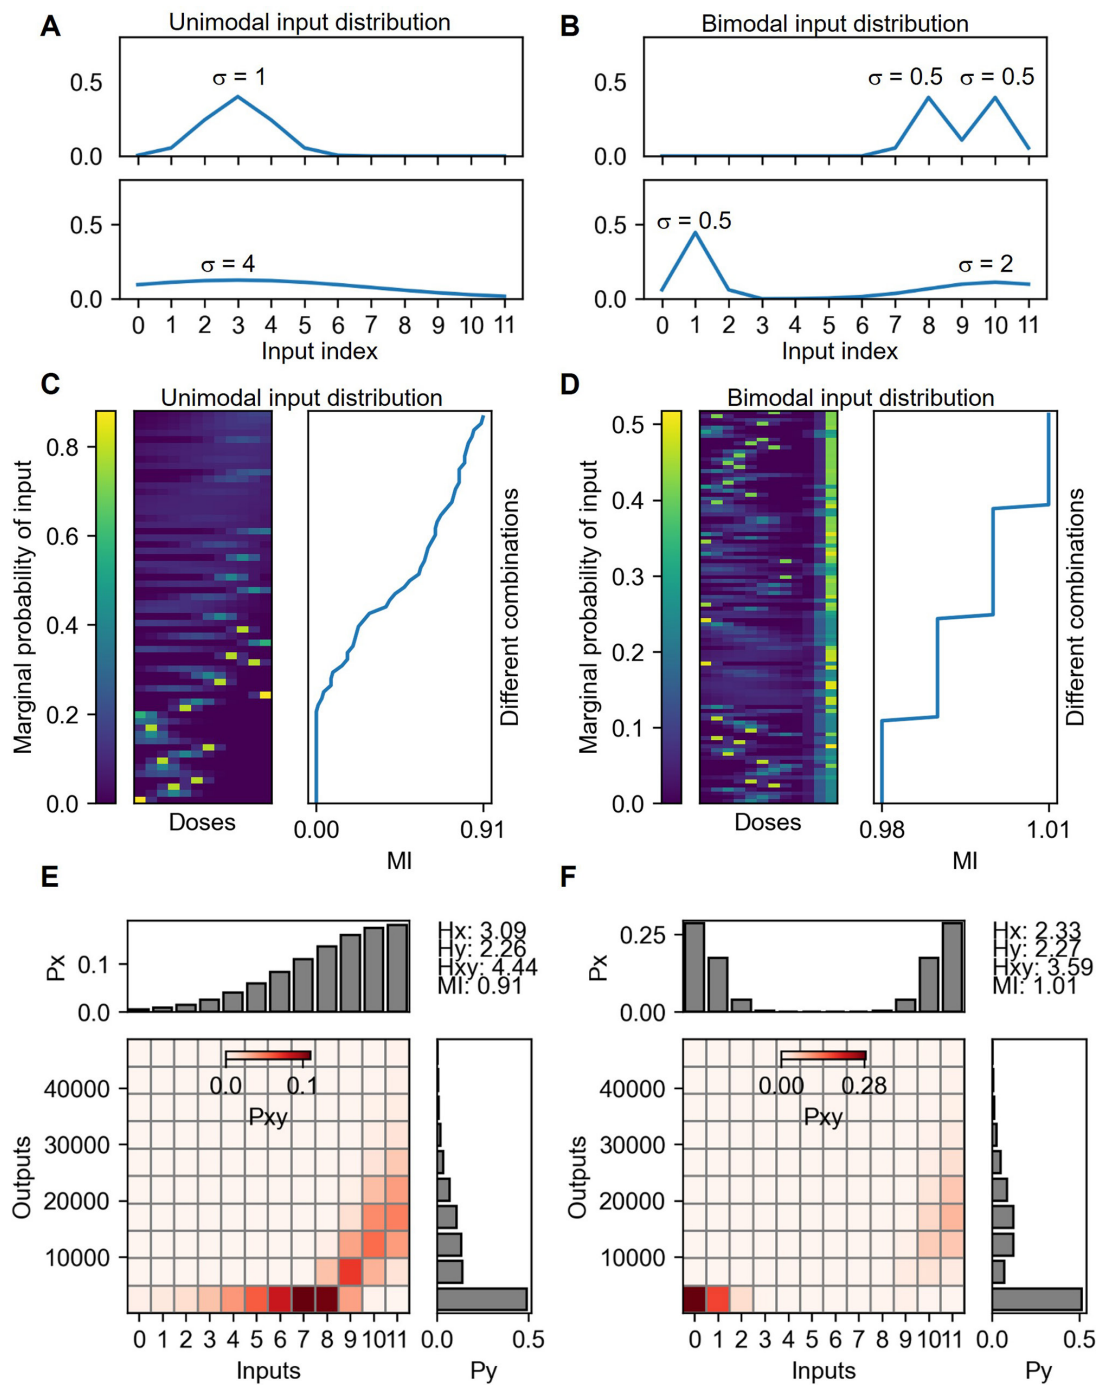 A
Unimodal input distribution
0.5
0.0
σ = 1
0.5
0.0
σ = 4
0 1 2 3 4 5 6 7 8 9 10 11
Input index
B
Bimodal input distribution
σ = 0.5 σ = 0.5
0.0
0.5
0.5
0.0
σ = 0.5
σ = 2
0 1 2 3 4 5 6 7 8 9 10 11
Input index
C
Unimodal input distribution
Marginal probability of input
0.8
0.6
0.4
0.2
0.0
Doses
0.00 0.91
MI
Different combinations
D
Bimodal input distribution
Marginal probability of input
0.5
0.4
0.3
0.2
0.1
0.0
Doses
0.98 1.01
MI
Different combinations
E
Px
0.1
0.0
Hx: 3.09
Hy: 2.26
Hxy: 4.44
MI: 0.91
0.0 0.1
Pxy
Outputs
40000
30000
20000
10000
0 1 2 3 4 5 6 7 8 9 10 11
Inputs
0.0 0.5
Py
F
Px
0.25
0.00
Hx: 2.33
Hy: 2.27
Hxy: 3.59
MI: 1.01
0.00 0.28
Pxy
Outputs
40000
30000
20000
10000
0 1 2 3 4 5 6 7 8 9 10 11
Inputs
0.0 0.5
Py